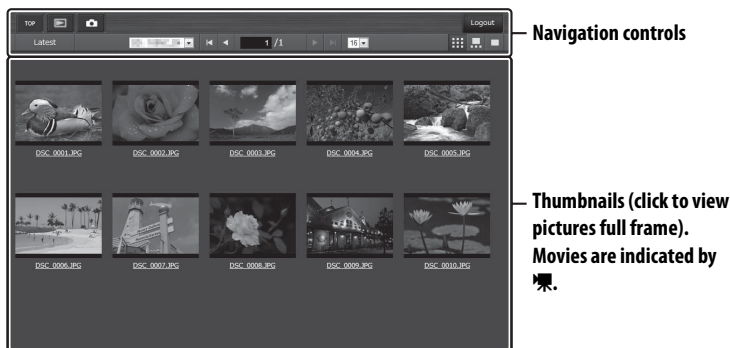 TOP
Logout
Latest
1 /1
16
Navigation controls
DSC_0001.JPG
DSC_0002.JPG
DSC_0003.JPG
DSC_0004.JPG
DSC_0005.JPG
Thumbnails (click to view
pictures full frame).
Movies are indicated by
.
DSC_0006.JPG
DSC_0007.JPG
DSC_0008.JPG
DSC_0009.JPG
DSC_0010.JPG